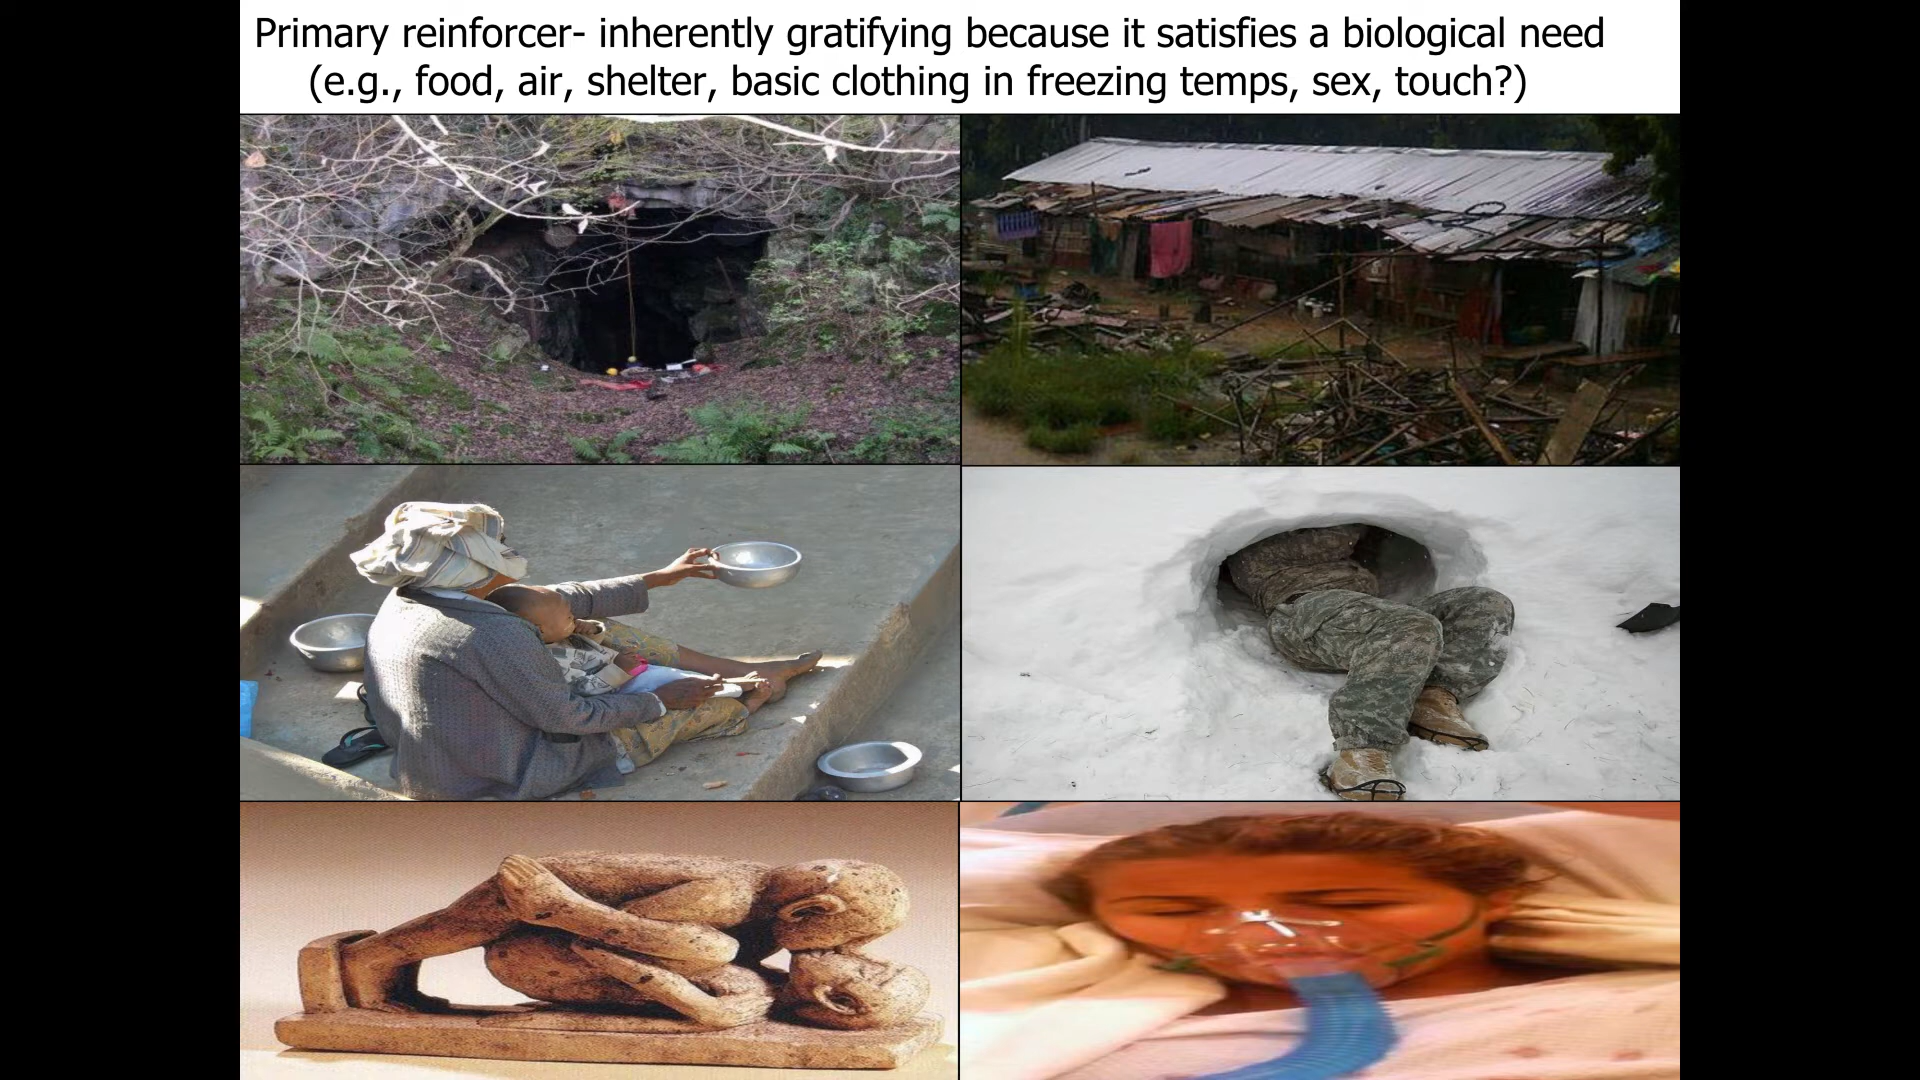 Primary reinforcer- inherently gratifying because it satisfies a biological need
(e.g., food, air, shelter, basic clothing in freezing temps, sex, touch?)